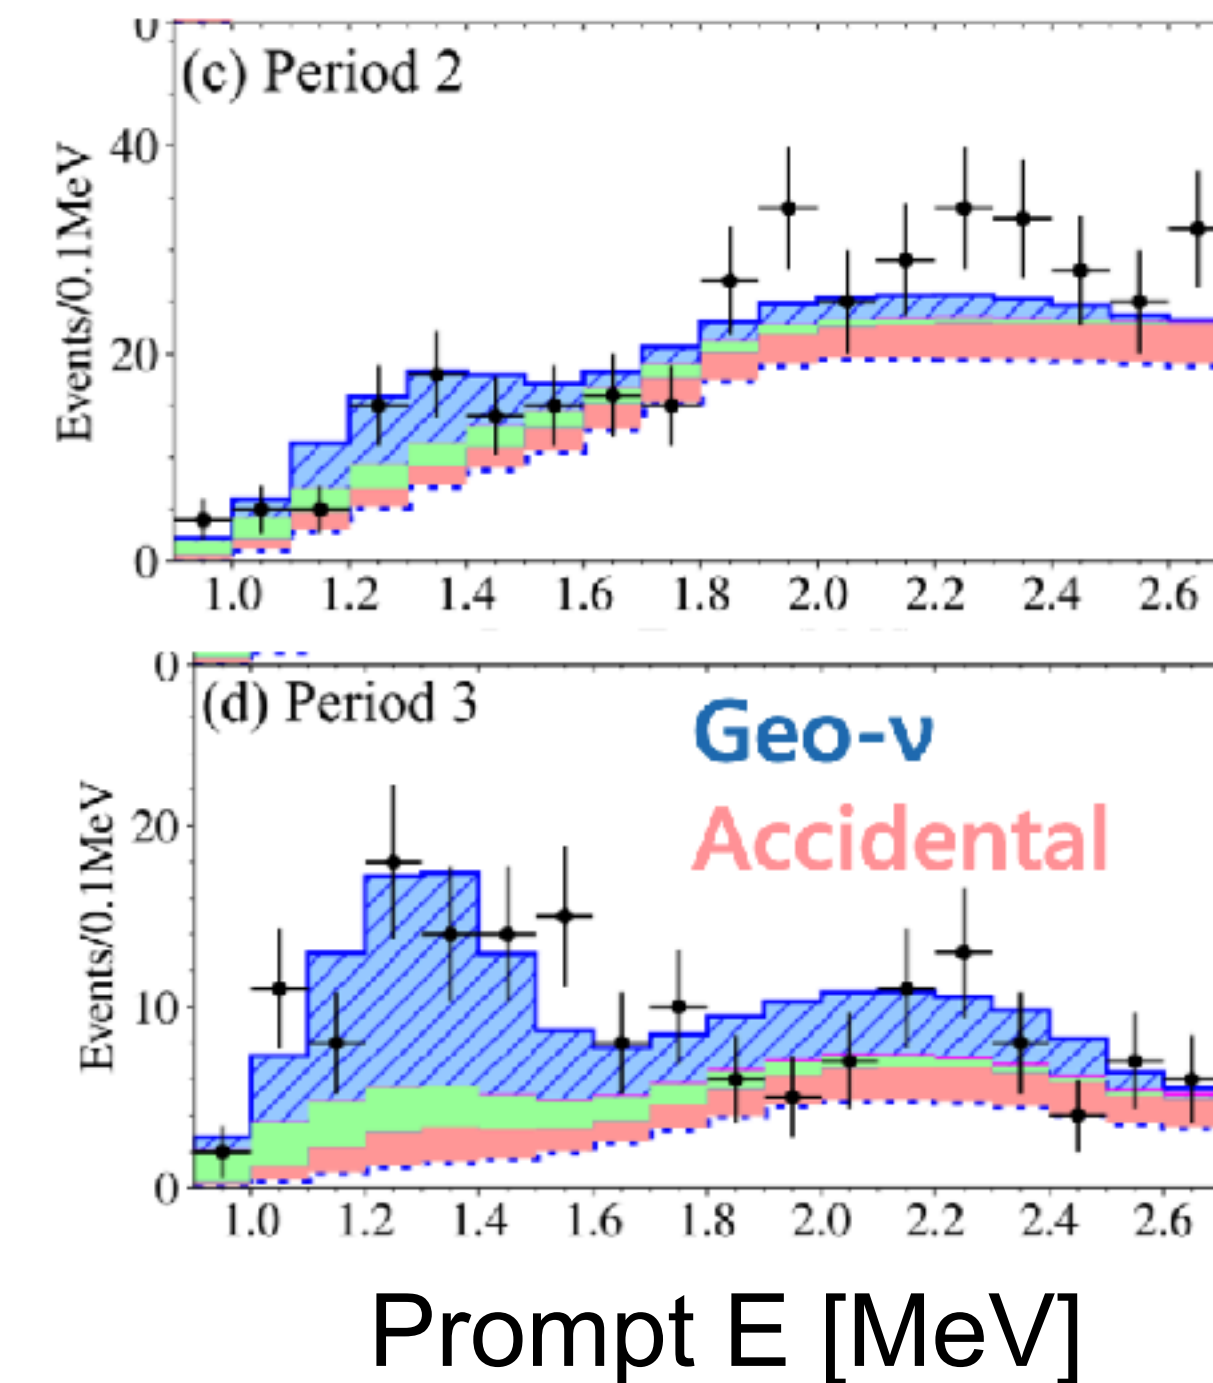 0
(c) Period 2
40
Events/0.1MeV
20
0
1.0 1.2 1.4 1.6 1.8 2.0 2.2 2.4 2.6
0
(d) Period 3
Geo-ν
Accidental
20
Events/0.1MeV
10
0
1.0 1.2 1.4 1.6 1.8 2.0 2.2 2.4 2.6
Prompt E [MeV]